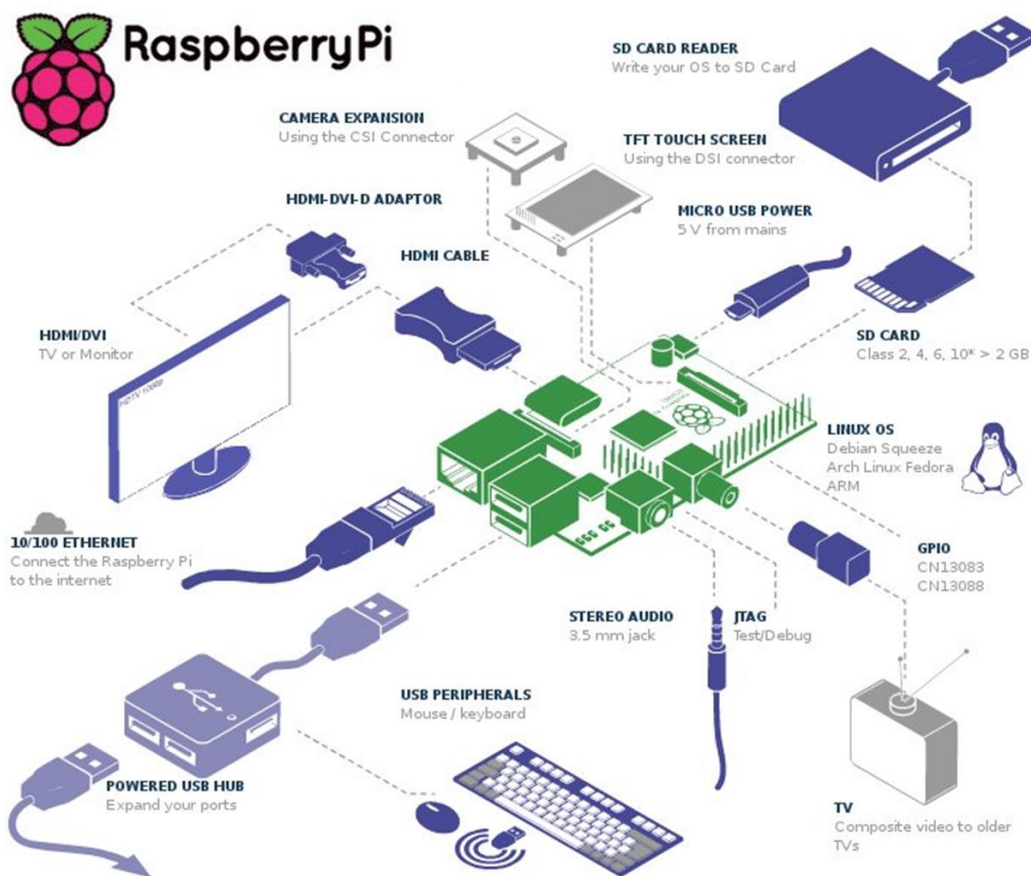 RaspberryPi
SD CARD READER
Write your OS to SD Card
CAMERA EXPANSION
Using the CSI Connector
TFT TOUCH SCREEN
Using the DSI connector
HDMI-DVI-D ADAPTOR
MICRO USB POWER
5 V from mains
HDMI CABLE
HDMI/DVI
TV or Monitor
HDTV 1080p
SD CARD
Class 2, 4, 6, 10* > 2 GB
LINUX OS
Debian Squeeze
Arch Linux Fedora
ARM
10/100 ETHERNET
Connect the Raspberry Pi
to the internet
GPIO
CN13083
CN13088
STEREO AUDIO
3.5 mm jack
JTAG
Test/Debug
USB PERIPHERALS
Mouse / keyboard
POWERED USB HUB
Expand your ports
TV
Composite video to older
TVs